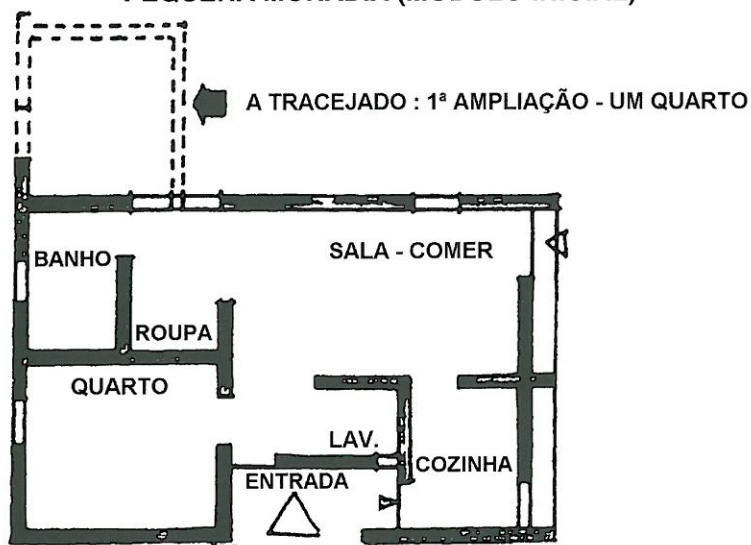 A TRACEJADO : 1ª AMPLIAÇÃO - UM QUARTO
BANHO
SALA - COMER
ROUPA
QUARTO
LAV.
COZINHA
ENTRADA